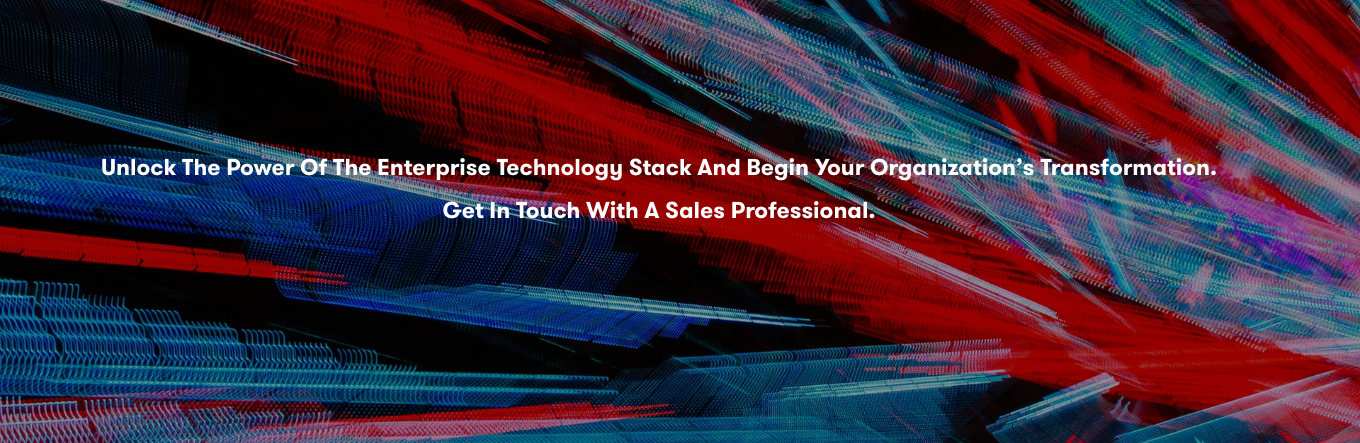 Unlock The Power Of The Enterprise Technology Stack And Begin Your Organization’s Transformation.
Get In Touch With A Sales Professional.